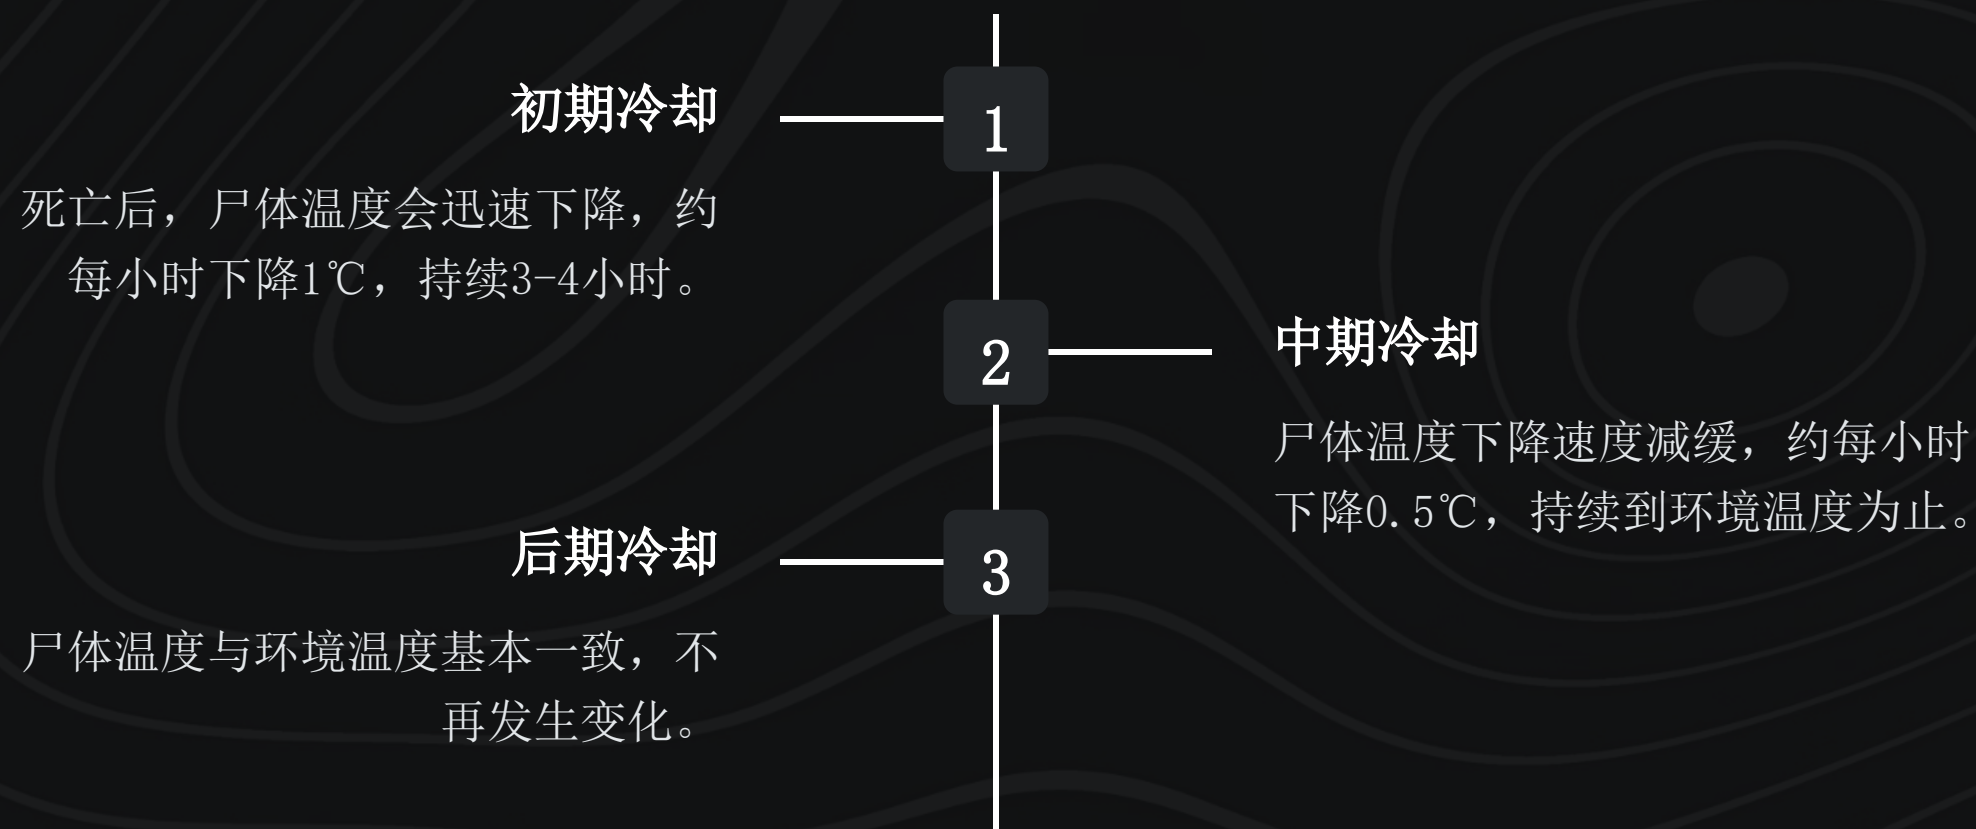 初期冷却
1
死亡后，尸体温度会迅速下降，约
每小时下降1℃，持续3-4小时。
2
中期冷却
尸体温度下降速度减缓，约每小时
下降0.5℃，持续到环境温度为止。
后期冷却
3
尸体温度与环境温度基本一致，不
再发生变化。